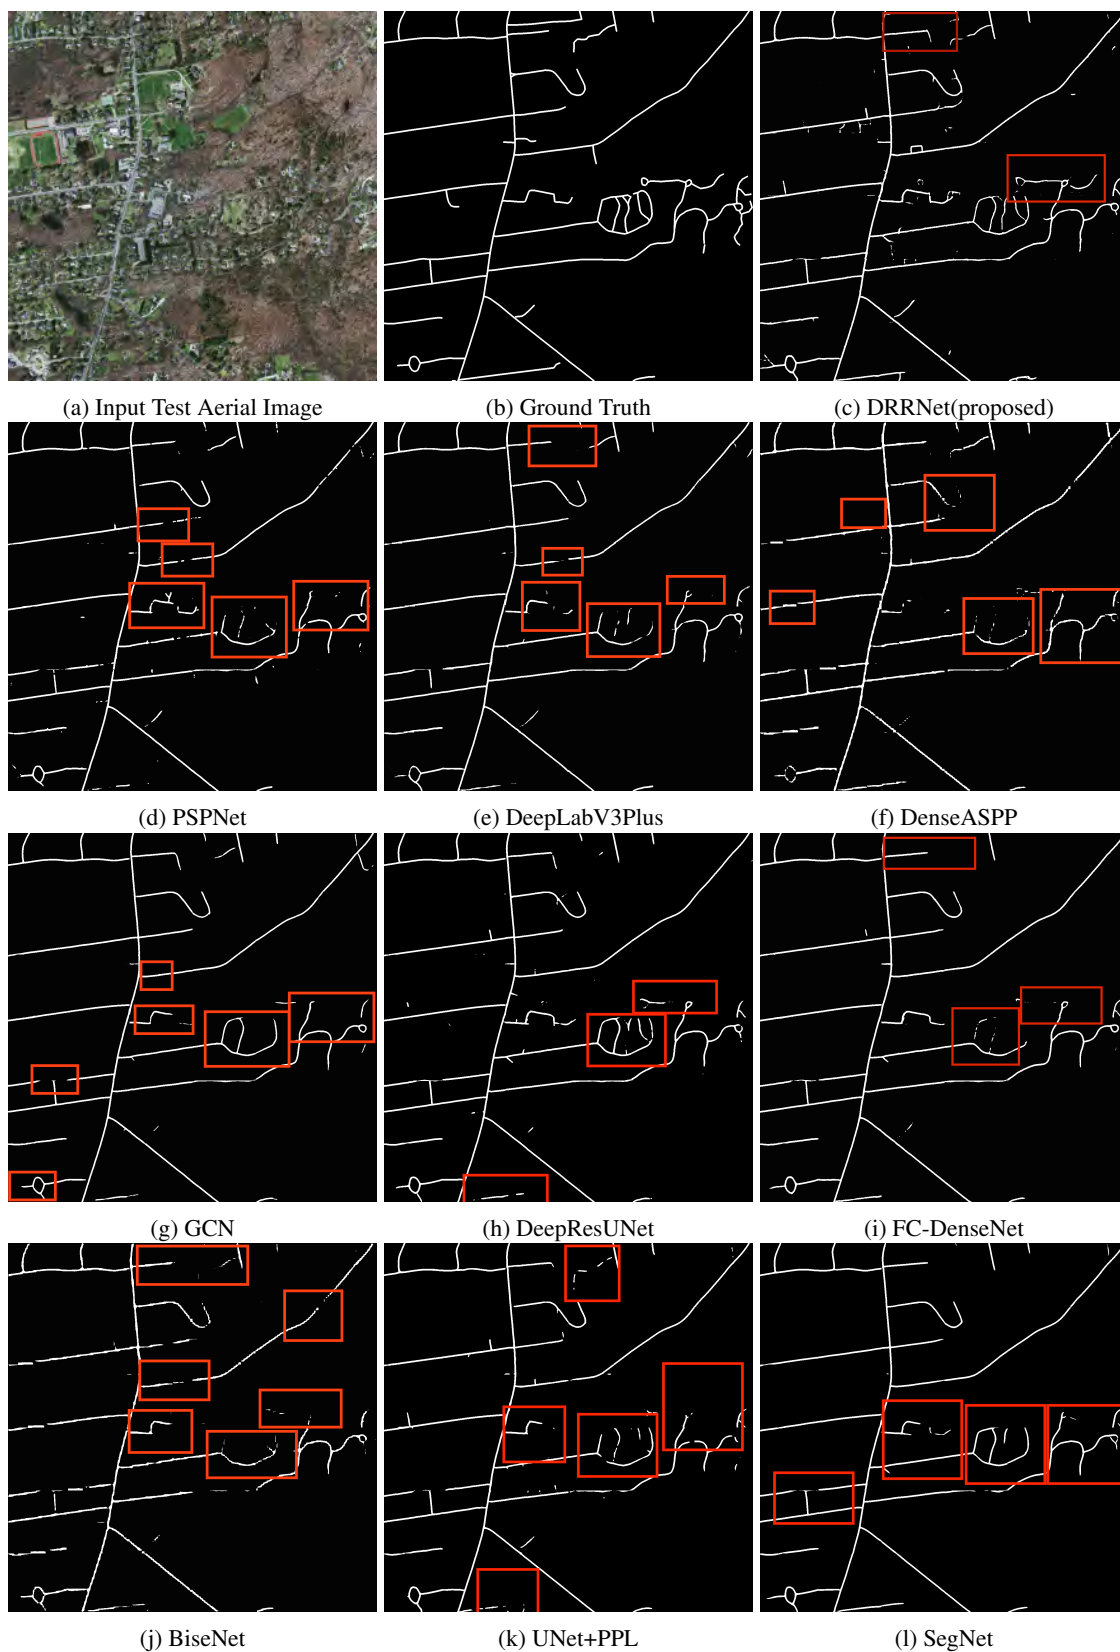 (a) Input Test Aerial Image
(b) Ground Truth
(c) DRRNet(proposed)
(d) PSPNet
(e) DeepLabV3Plus
(f) DenseASPP
(g) GCN
(h) DeepResUNet
(i) FC-DenseNet
(j) BiseNet
(k) UNet+PPL
(l) SegNet